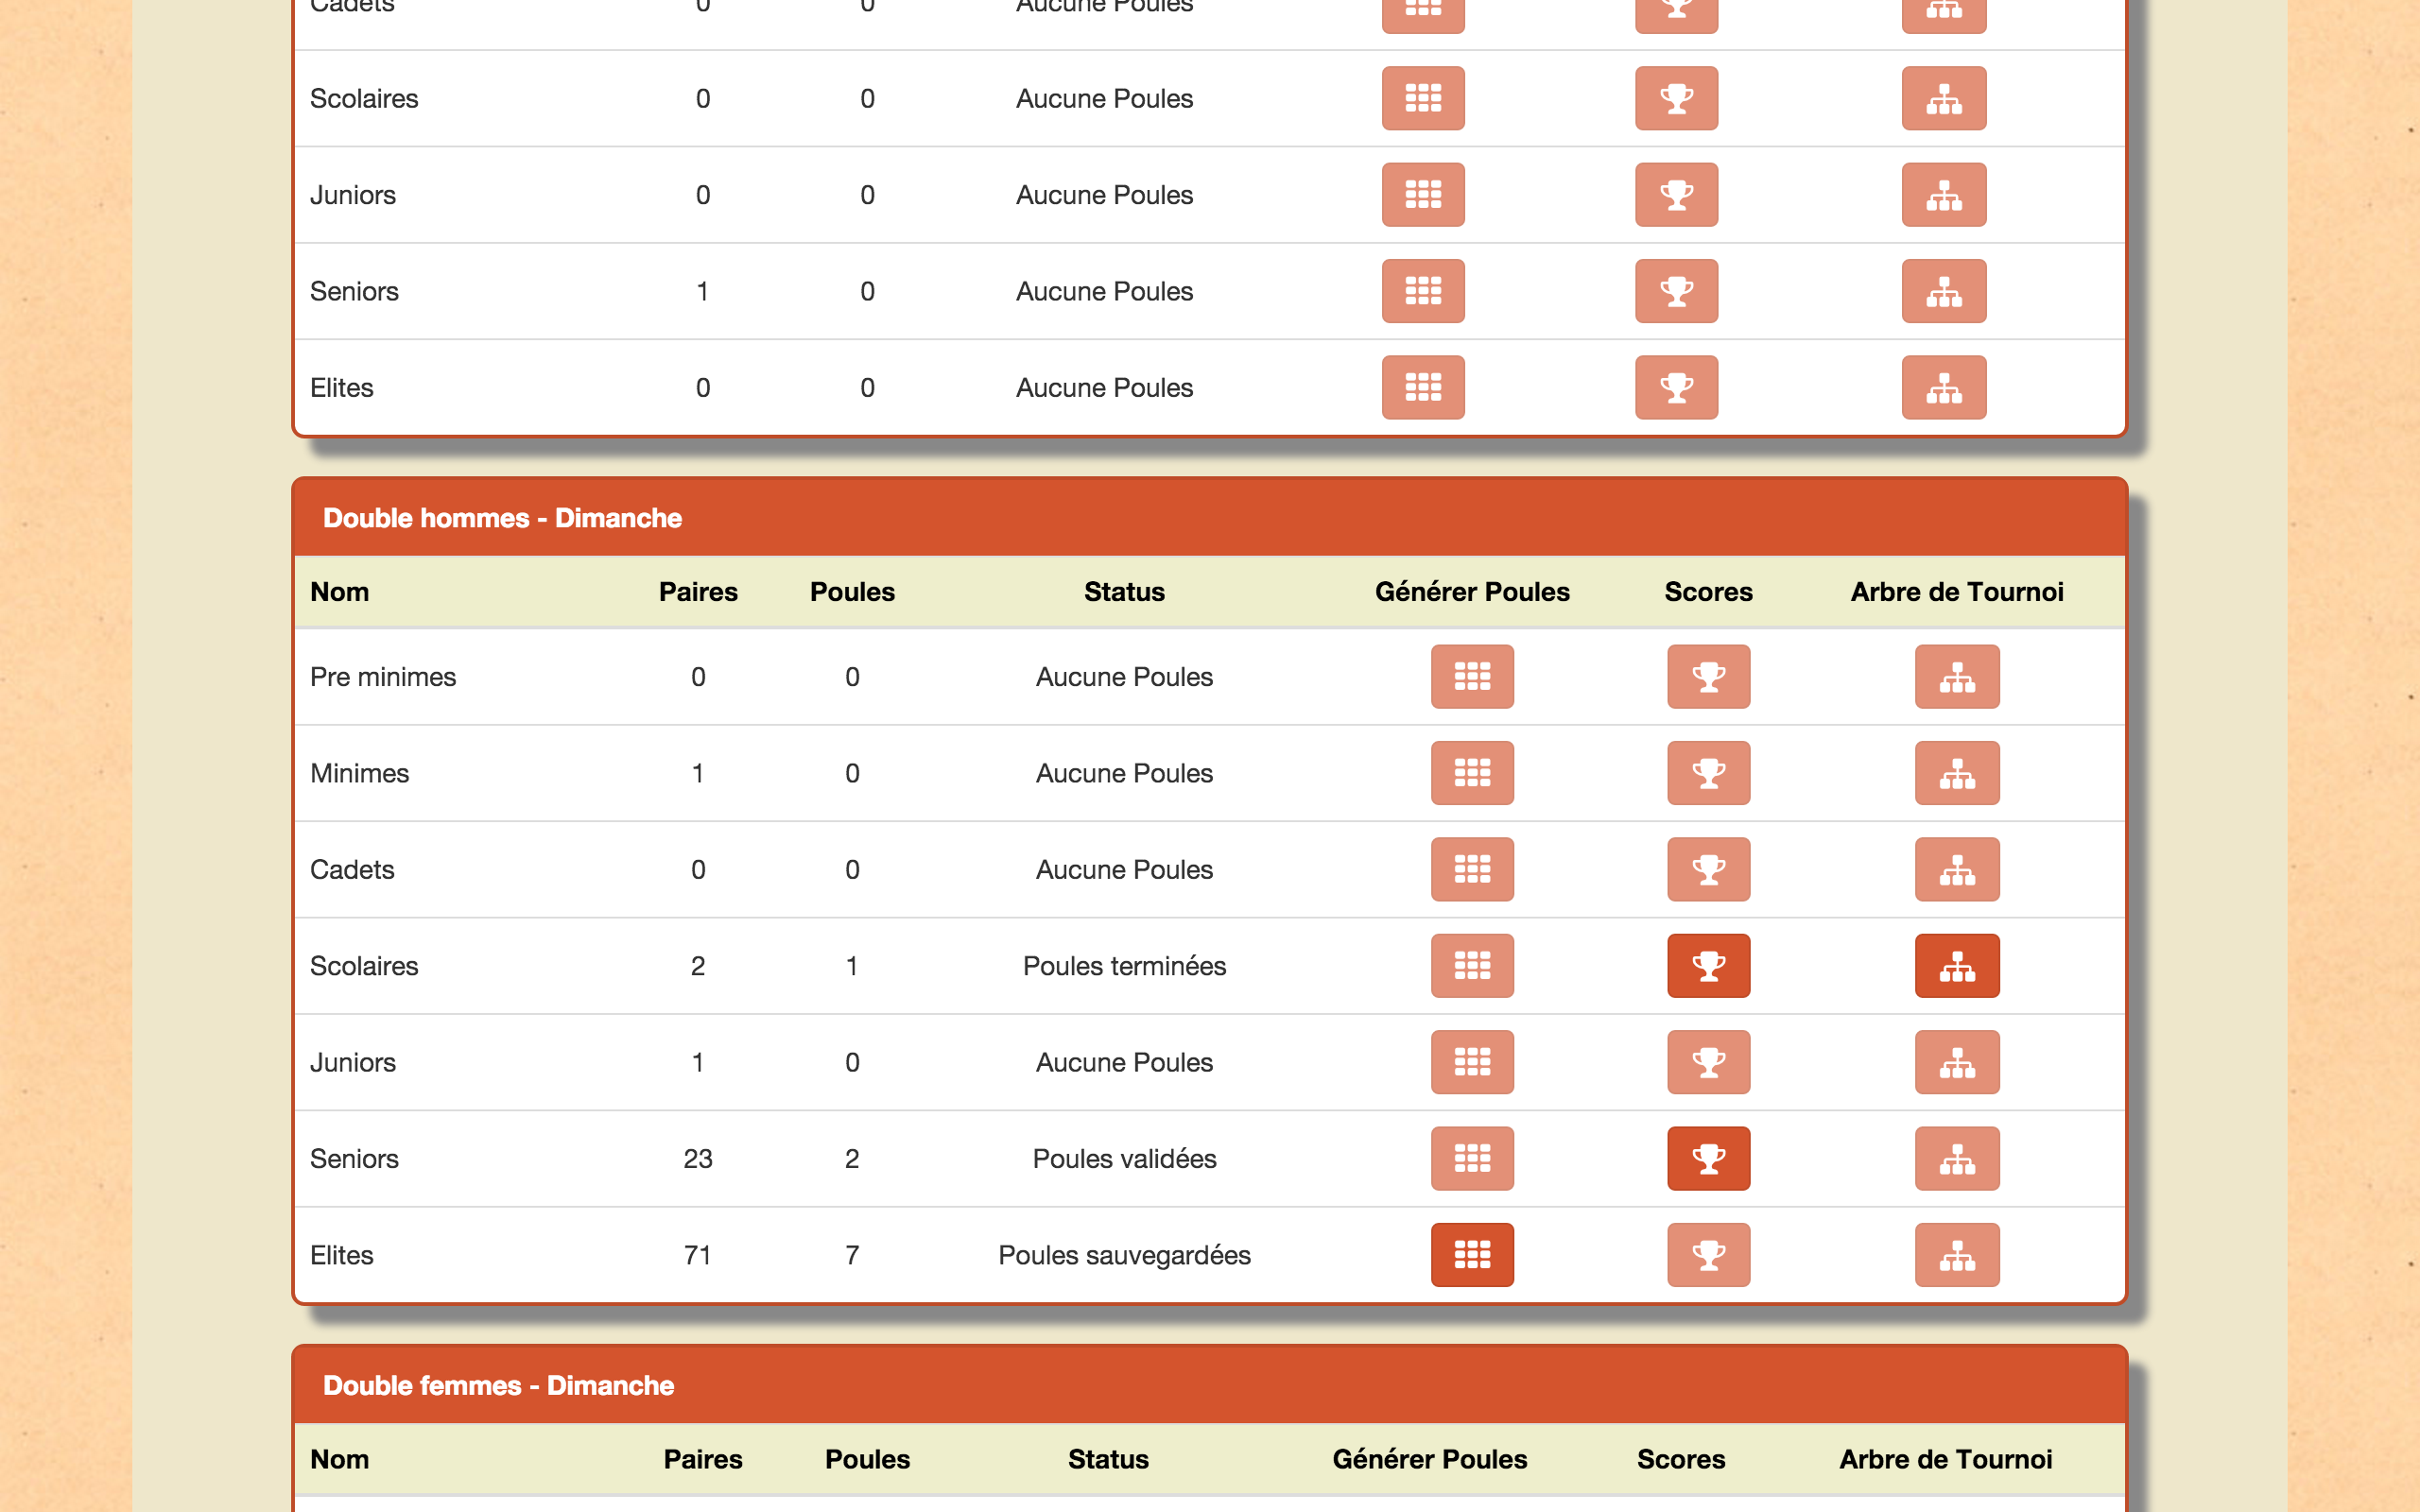 Cadets 0 0 Aucune Poules
Scolaires 0 0 Aucune Poules
Juniors 0 0 Aucune Poules
Seniors 1 0 Aucune Poules
Elites 0 0 Aucune Poules
Double hommes - Dimanche
Nom Paires Poules Status Générer Poules Scores Arbre de Tournoi
Pre minimes 0 0 Aucune Poules
Minimes 1 0 Aucune Poules
Cadets 0 0 Aucune Poules
Scolaires 2 1 Poules terminées
Juniors 1 0 Aucune Poules
Seniors 23 2 Poules validées
Elites 71 7 Poules sauvegardées
Double femmes - Dimanche
Nom Paires Poules Status Générer Poules Scores Arbre de Tournoi